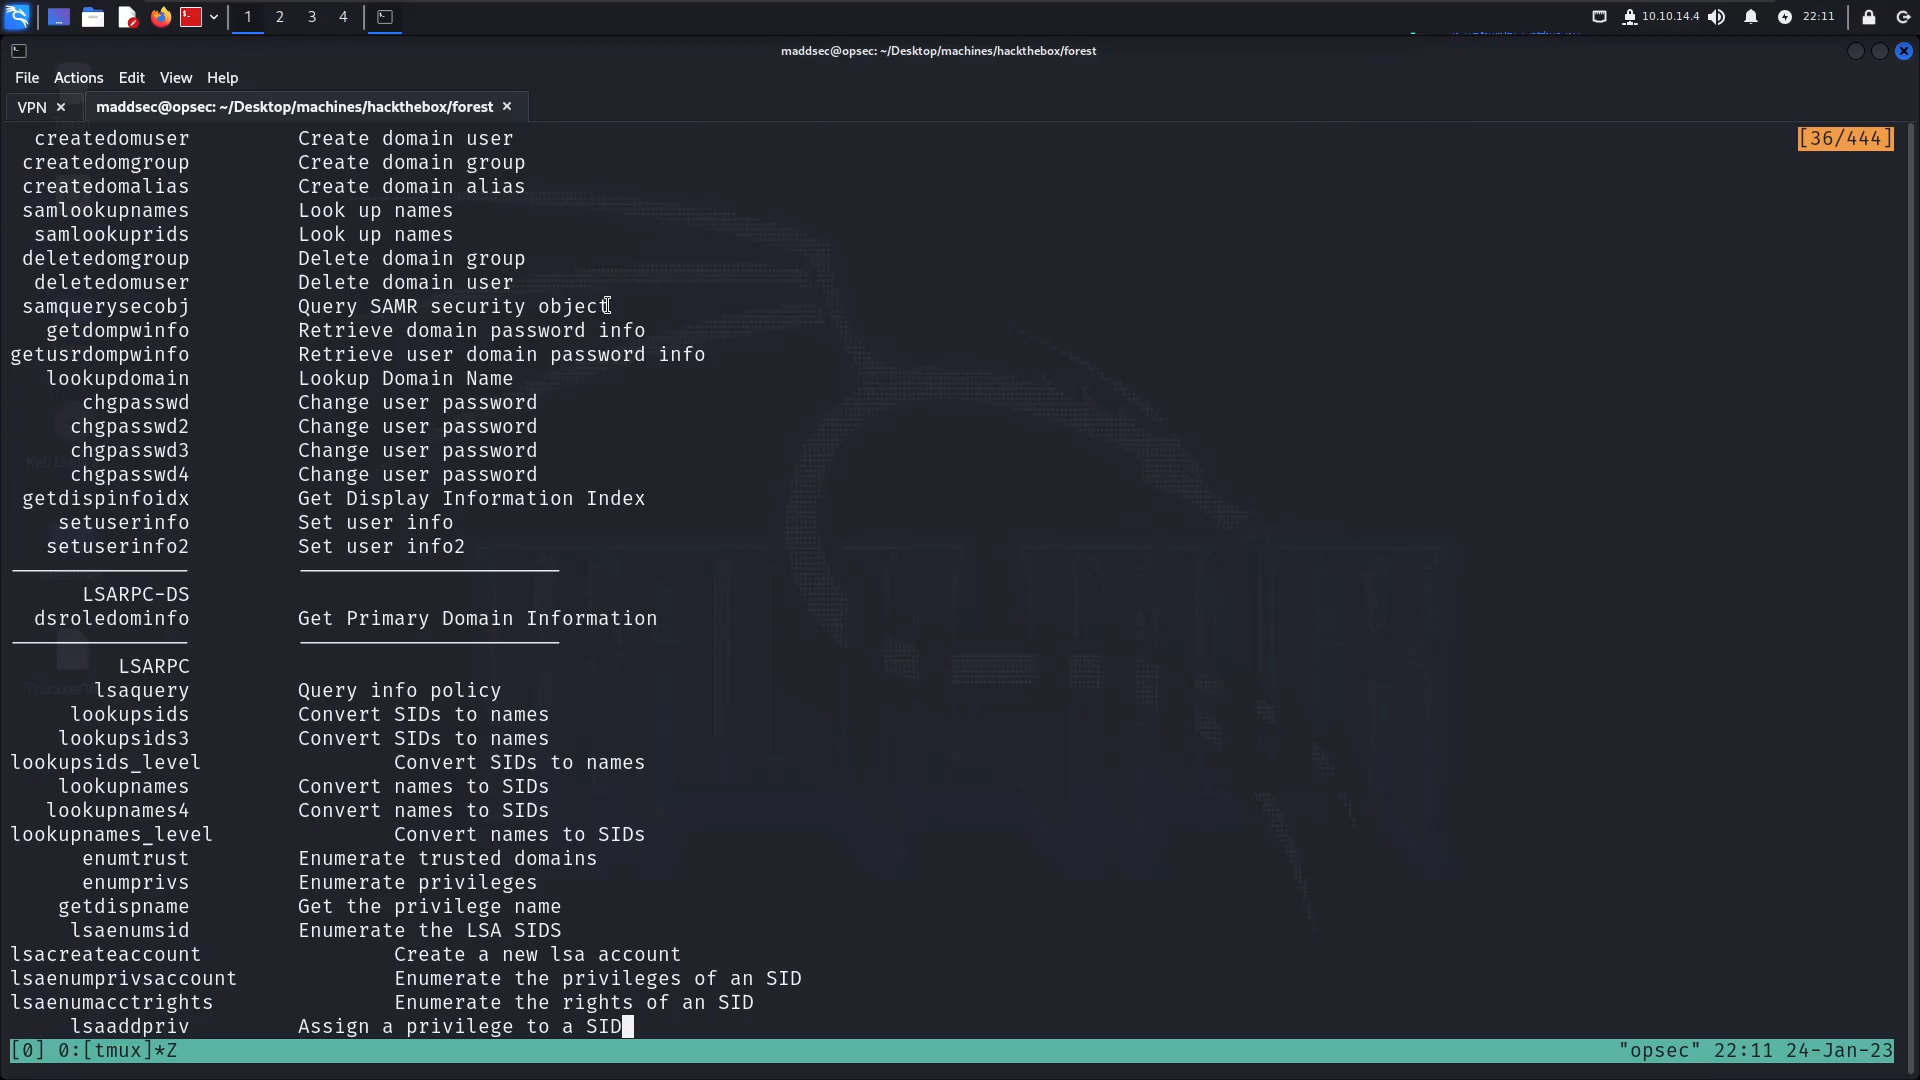 1 2 3 4 10.10.14.4 22:11
maddsec@opsec: ~/Desktop/machines/hackthebox/forest
File Actions Edit View Help
VPN maddsec@opsec: ~/Desktop/machines/hackthebox/forest
createdomuser Create domain user [36/444]
createdomgroup Create domain group
createdomalias Create domain alias
samlookupnames Look up names
samlookuprids Look up names
deletedomgroup Delete domain group
deletedomuser Delete domain user
samquerysecobj Query SAMR security object
getdompwinfo Retrieve domain password info
getusrdompwinfo Retrieve user domain password info
lookupdomain Lookup Domain Name
chgpasswd Change user password
chgpasswd2 Change user password
chgpasswd3 Change user password
chgpasswd4 Change user password
getdispinfoidx Get Display Information Index
setuserinfo Set user info
setuserinfo2 Set user info2
LSARPC-DS
dsroledominfo Get Primary Domain Information
LSARPC
lsaquery Query info policy
lookupsids Convert SIDs to names
lookupsids3 Convert SIDs to names
lookupsids_level Convert SIDs to names
lookupnames Convert names to SIDs
lookupnames4 Convert names to SIDs
lookupnames_level Convert names to SIDs
enumtrust Enumerate trusted domains
enumprivs Enumerate privileges
getdispname Get the privilege name
lsaenumsid Enumerate the LSA SIDS
lsacreateaccount Create a new lsa account
lsaenumprivsaccount Enumerate the privileges of an SID
lsaenumacctrights Enumerate the rights of an SID
lsaaddpriv Assign a privilege to a SID
[0] 0:[tmux]*Z "opsec" 22:11 24-Jan-23